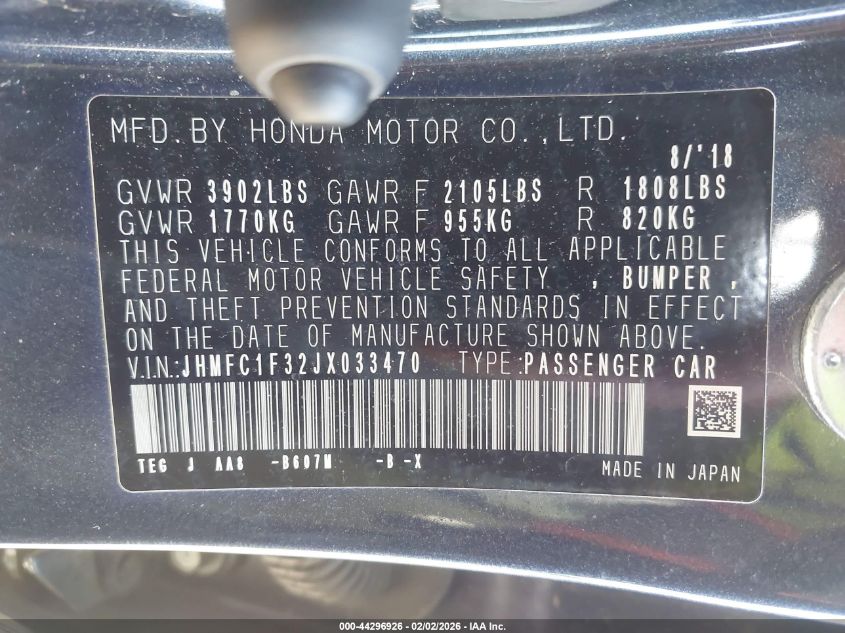 MFD.BY HONDA MOTOR CO.,LTD.
8/'18
GVWR 3902LBS GAWR F 2105LBS R 1808LBS
GVWR 1770KG GAWR F 955KG R 820KG
THIS VEHICLE CONFORMS TO ALL APPLICABLE
FEDERAL MOTOR VEHICLE SAFETY , BUMPER ,
AND THEFT PREVENTION STANDARDS IN EFFECT
ON THE DATE OF MANUFACTURE SHOWN ABOVE.
V.I.N.:JHMFC1F32JX033470 TYPE:PASSENGER CAR
TEG J AA8 -B607M -B -X
MADE IN JAPAN
000-44296926 - 02/02/2026 - IAA Inc.